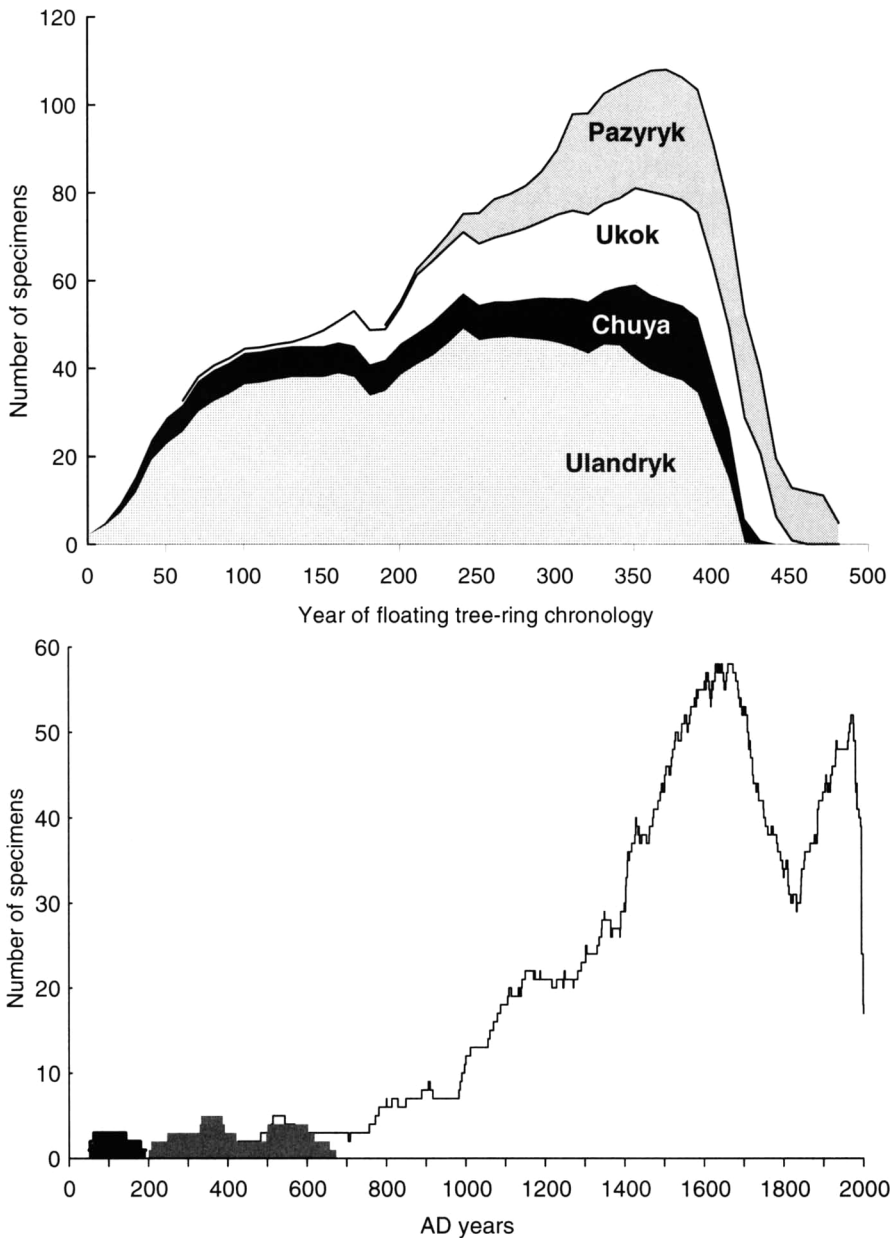 120
100
80
60
40
20
0
Number of specimens
Pazyryk
Ukok
Chuya
Ulandryk
0 50 100 150 200 250 300 350 400 450 500
Year of floating tree-ring chronology
60
50
40
30
20
10
0
Number of specimens
0 200 400 600 800 1000 1200 1400 1600 1800 2000
AD years